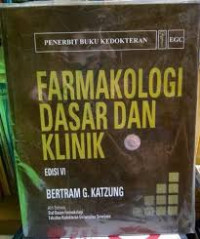 PENERBIT BUKU KEDOKTERAN
EGC
FARMAKOLOGI
DASAR DAN
KLINIK
EDISI VI
BERTRAM G. KATZUNG